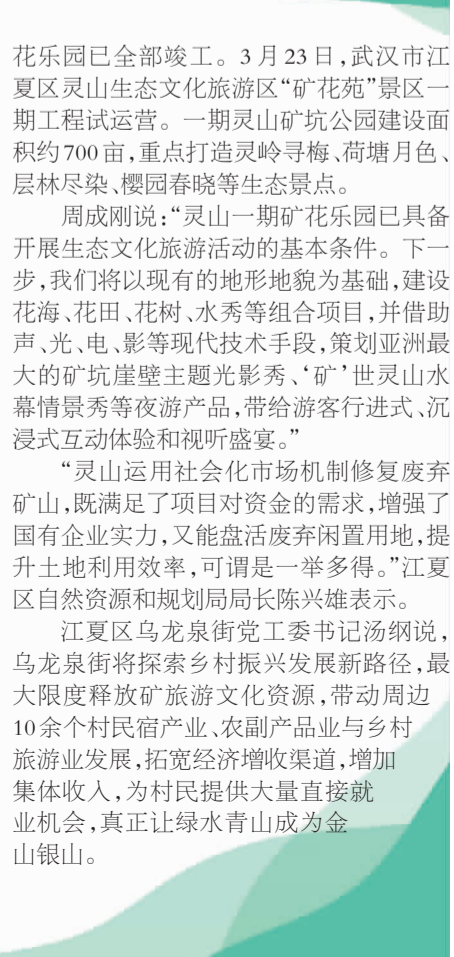 花乐园已全部竣工。3月23日，武汉市江
夏区灵山生态文化旅游区“矿花苑”景区一
期工程试运营。一期灵山矿坑公园建设面
积约700亩，重点打造灵岭寻梅、荷塘月色、
层林尽染、樱园春晓等生态景点。
周成刚说：“灵山一期矿花乐园已具备
开展生态文化旅游活动的基本条件。下一
步，我们将以现有的地形地貌为基础，建设
花海、花田、花树、水秀等组合项目，并借助
声、光、电、影等现代技术手段，策划亚洲最
大的矿坑崖壁主题光影秀、‘矿’世灵山水
幕情景秀等夜游产品，带给游客行进式、沉
浸式互动体验和视听盛宴。”
“灵山运用社会化市场机制修复废弃
矿山，既满足了项目对资金的需求，增强了
国有企业实力，又能盘活废弃闲置用地，提
升土地利用效率，可谓是一举多得。”江夏
区自然资源和规划局局长陈兴雄表示。
江夏区乌龙泉街党工委书记汤纲说，
乌龙泉街将探索乡村振兴发展新路径，最
大限度释放矿旅游文化资源，带动周边
10余个村民宿产业、农副产品业与乡村
旅游业发展，拓宽经济增收渠道，增加
集体收入，为村民提供大量直接就
业机会，真正让绿水青山成为金
山银山。